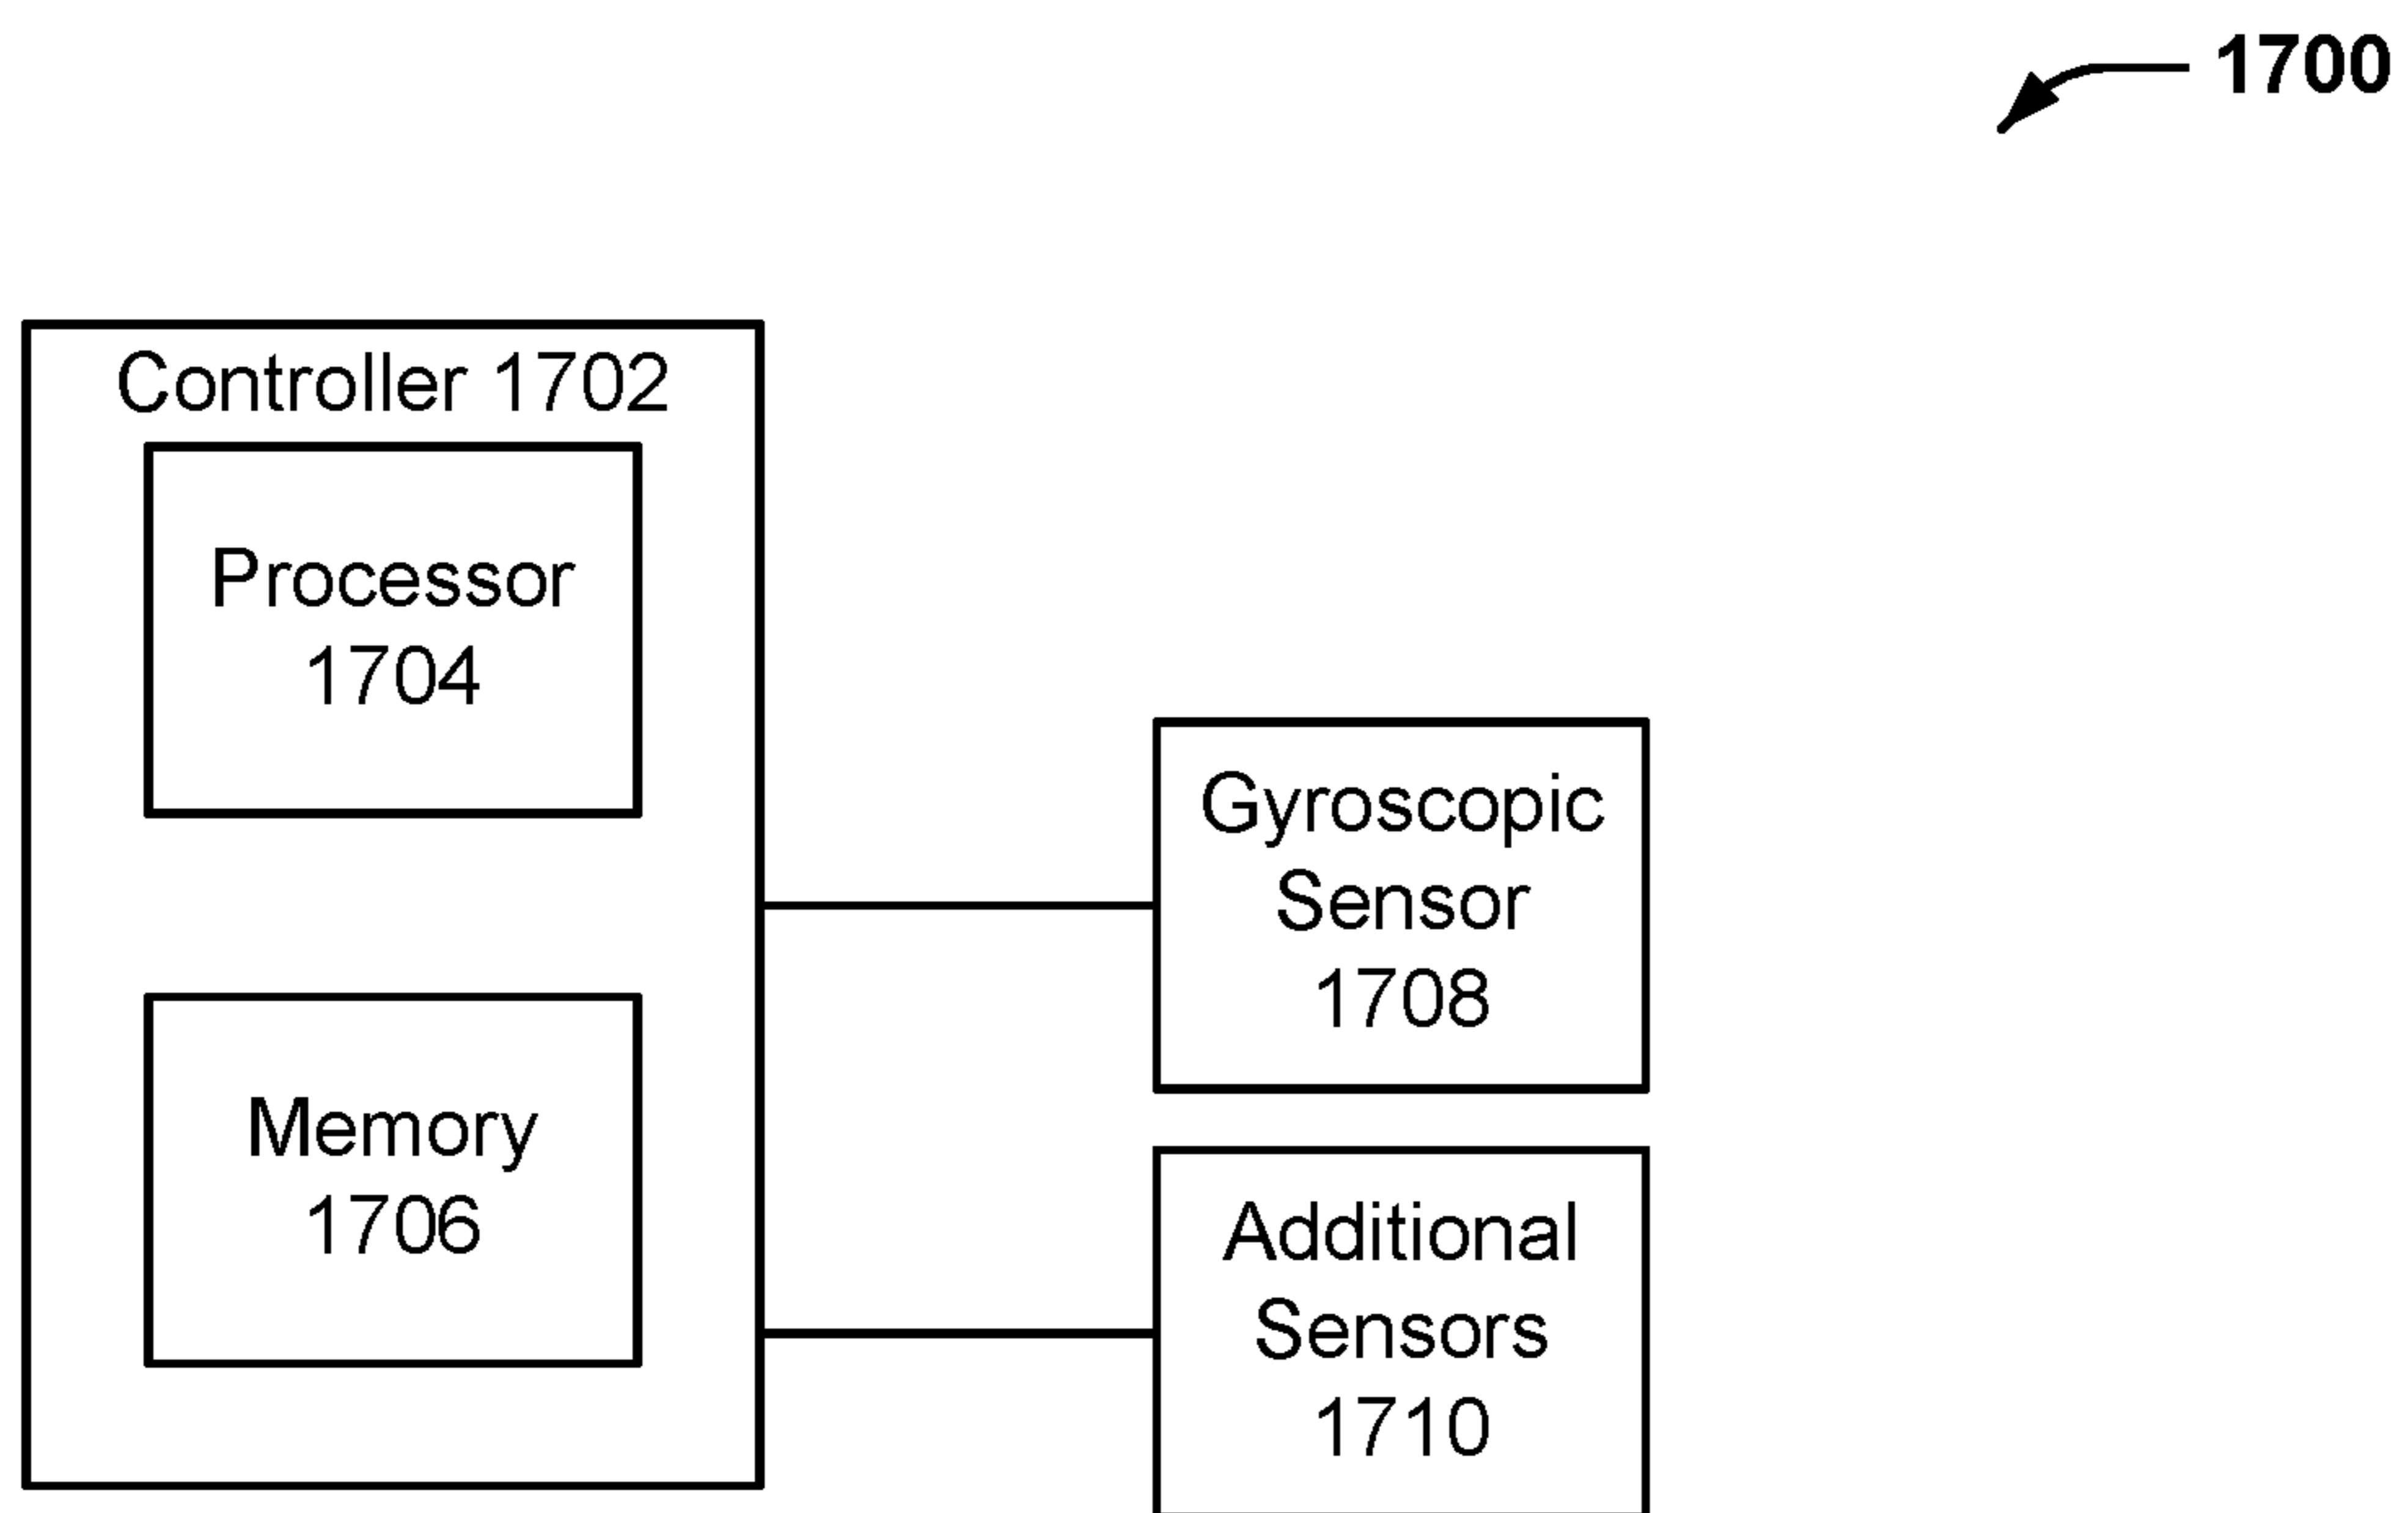 1700
Controller 1702
Processor
1704
Memory
1706
Gyroscopic
Sensor
1708
Additional
Sensors
1710